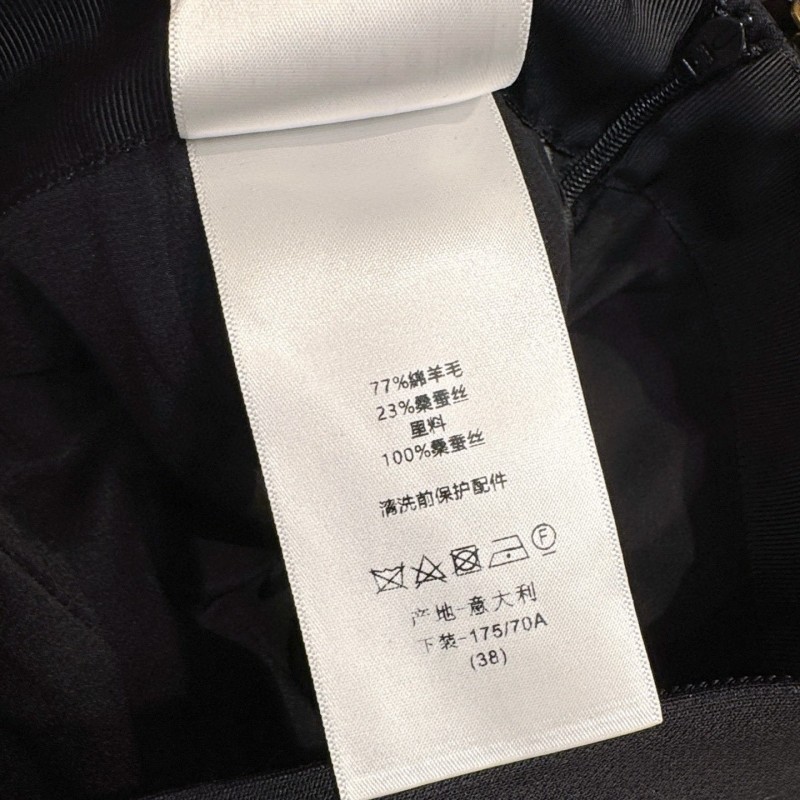 77%綿羊毛
23%桑蚕丝
里料
100%桑蚕丝
清洗前保护配件
F
产地-意大利
下装-175/70A
(38)